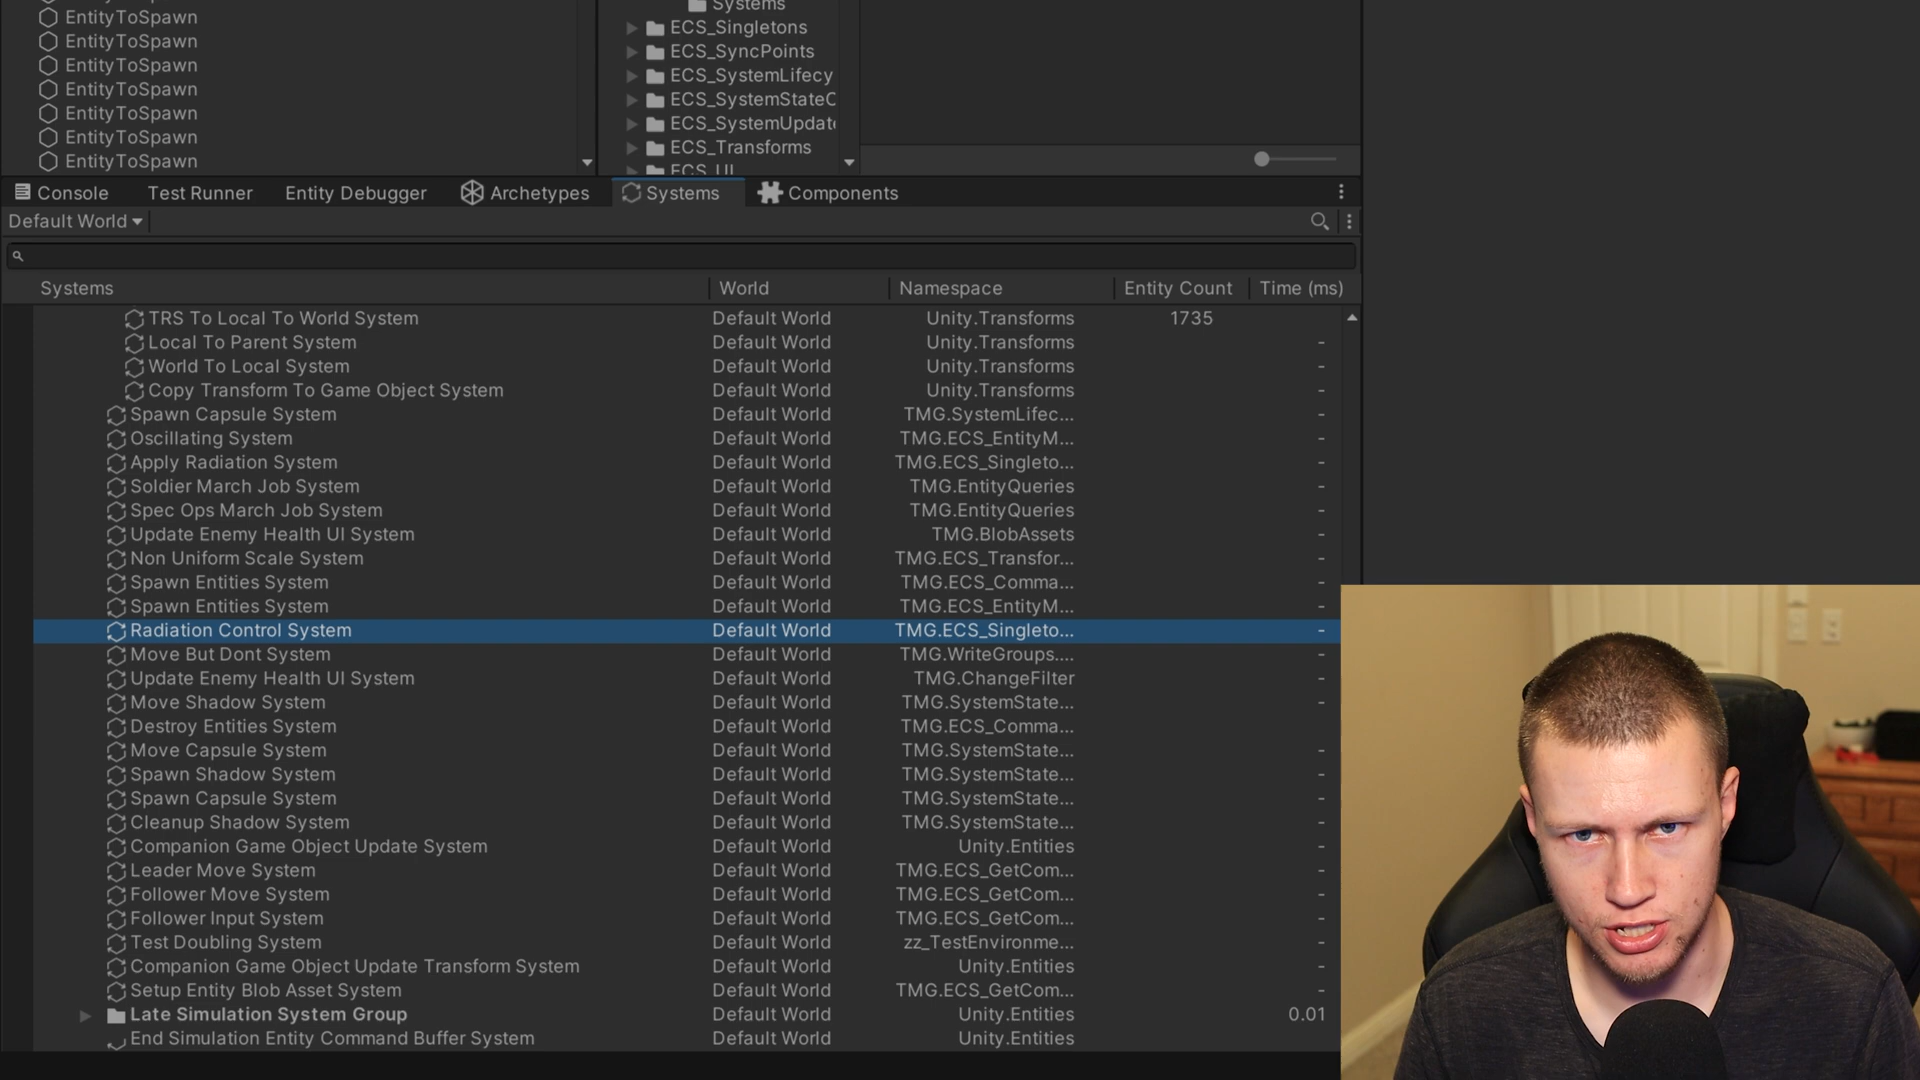 EntityToSpawn
EntityToSpawn
EntityToSpawn
EntityToSpawn
EntityToSpawn
EntityToSpawn
EntityToSpawn
Systems
ECS_Singletons
ECS_SyncPoints
ECS_SystemLifecy
ECS_SystemStateC
ECS_SystemUpdate
ECS_Transforms
ECS_UI
Console Test Runner Entity Debugger Archetypes Systems Components
Default World
Systems World Namespace Entity Count Time (ms)
TRS To Local To World System Default World Unity.Transforms 1735
Local To Parent System Default World Unity.Transforms -
World To Local System Default World Unity.Transforms -
Copy Transform To Game Object System Default World Unity.Transforms -
Spawn Capsule System Default World TMG.SystemLifec... -
Oscillating System Default World TMG.ECS_EntityM... -
Apply Radiation System Default World TMG.ECS_Singleto... -
Soldier March Job System Default World TMG.EntityQueries -
Spec Ops March Job System Default World TMG.EntityQueries -
Update Enemy Health UI System Default World TMG.BlobAssets -
Non Uniform Scale System Default World TMG.ECS_Transfor... -
Spawn Entities System Default World TMG.ECS_Comma... -
Spawn Entities System Default World TMG.ECS_EntityM... -
Radiation Control System Default World TMG.ECS_Singleto... -
Move But Dont System Default World TMG.WriteGroups.... -
Update Enemy Health UI System Default World TMG.ChangeFilter -
Move Shadow System Default World TMG.SystemState... -
Destroy Entities System Default World TMG.ECS_Comma... -
Move Capsule System Default World TMG.SystemState... -
Spawn Shadow System Default World TMG.SystemState... -
Spawn Capsule System Default World TMG.SystemState... -
Cleanup Shadow System Default World TMG.SystemState... -
Companion Game Object Update System Default World Unity.Entities -
Leader Move System Default World TMG.ECS_GetCom... -
Follower Move System Default World TMG.ECS_GetCom... -
Follower Input System Default World TMG.ECS_GetCom... -
Test Doubling System Default World zz_TestEnvironme... -
Companion Game Object Update Transform System Default World Unity.Entities -
Setup Entity Blob Asset System Default World TMG.ECS_GetCom... -
Late Simulation System Group Default World Unity.Entities 0.01
End Simulation Entity Command Buffer System Default World Unity.Entities -